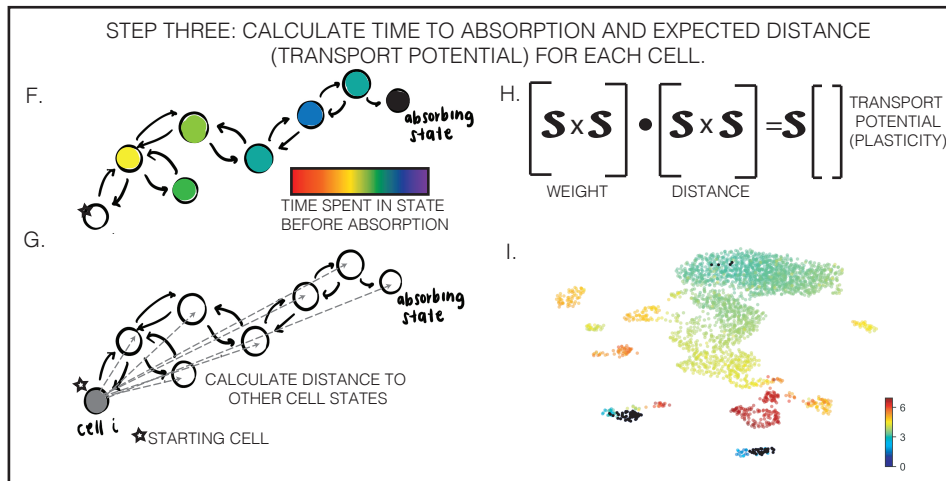 STEP THREE: CALCULATE TIME TO ABSORPTION AND EXPECTED DISTANCE
(TRANSPORT POTENTIAL) FOR EACH CELL.
F.
absorbing
state
TIME SPENT IN STATE
BEFORE ABSORPTION
G.
absorbing
state
CALCULATE DISTANCE TO
OTHER CELL STATES
cell i
STARTING CELL
H.
S x S
S x S
= S
TRANSPORT
POTENTIAL
(PLASTICITY)
WEIGHT
DISTANCE
I.
6
3
0